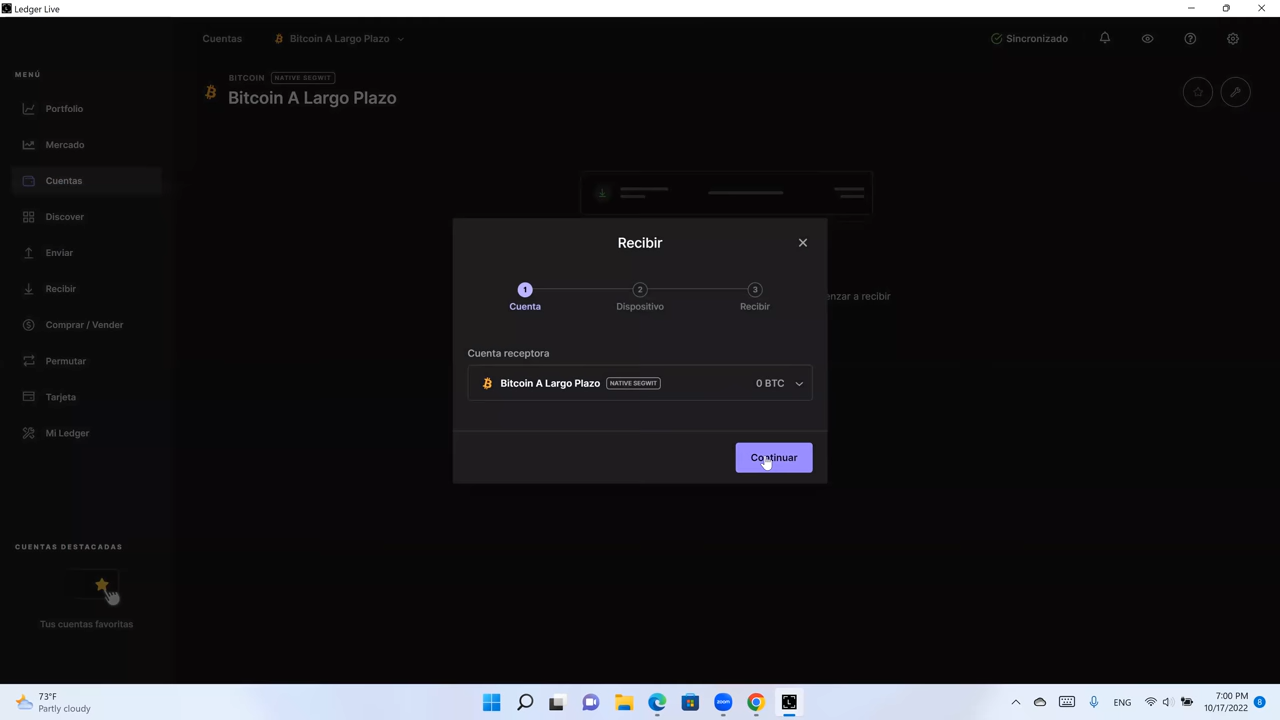 Ledger Live
Cuentas
Bitcoin A Largo Plazo
Sincronizado
MENÚ
BITCOIN NATIVE SEGWIT
Bitcoin A Largo Plazo
Portfolio
Mercado
Cuentas
Discover
Enviar
Recibir
Comprar / Vender
Permutar
Tarjeta
Mi Ledger
CUENTAS DESTACADAS
Tus cuentas favoritas
Recibir
1
2
3
Cuenta
Dispositivo
Recibir
a recibir
Cuenta receptora
Bitcoin A Largo Plazo NATIVE SEGWIT 0 BTC
Continuar
73°F
Partly cloudy
zoom
ENG
7:00 PM
10/17/2022
8